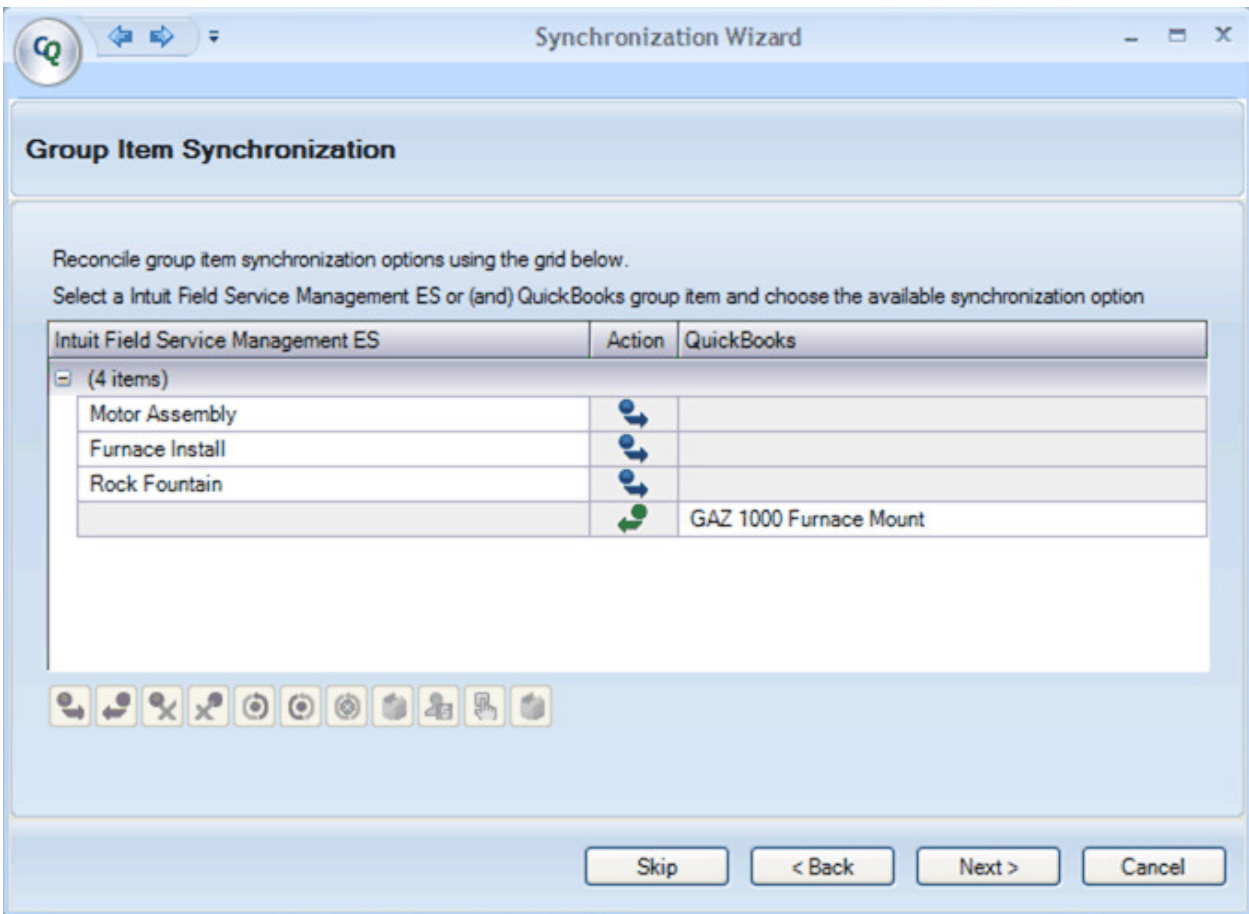 CQ
Synchronization Wizard
Group Item Synchronization
Reconcile group item synchronization options using the grid below.
Select a Intuit Field Service Management ES or (and) QuickBooks group item and choose the available synchronization option
Intuit Field Service Management ES Action QuickBooks
(4 items)
Motor Assembly
Furnace Install
Rock Fountain
GAZ 1000 Furnace Mount
Skip < Back Next > Cancel